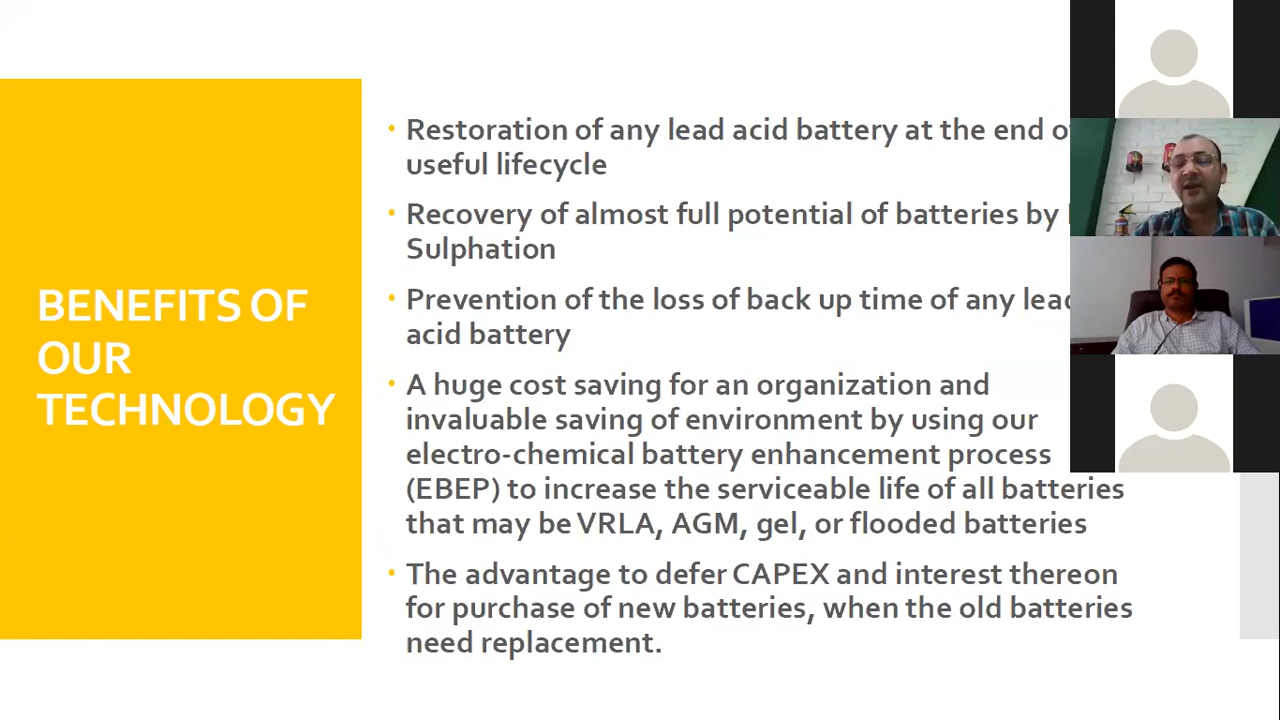 BENEFITS OF
OUR
TECHNOLOGY
• Restoration of any lead acid battery at the end
useful lifecycle
• Recovery of almost full potential of batteries by
Sulphation
• Prevention of the loss of back up time of any
acid battery
• A huge cost saving for an organization and
invaluable saving of environment by using our
electro-chemical battery enhancement process
(EBEP) to increase the serviceable life of all batteries
that may be VRLA, AGM, gel, or flooded batteries
• The advantage to defer CAPEX and interest thereon
for purchase of new batteries, when the old batteries
need replacement.